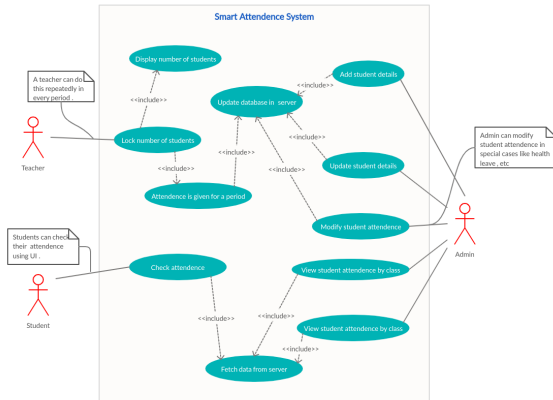 Smart Attendence System
Display number of students
Add student details
A teacher can do
this repeatedly in
every period .
<<include>>
<<include>>
Update database in server
Lock number of students
Teacher
<<include>>
<<include>>
<<include>>
<<include>>
Admin can modify
student attendence in
special cases like health
leave , etc
Update student details
Attendence is given for a period
Modify student attendence
Students can check
their attendence
using UI .
Admin
Check attendence
View student attendence by class
Student
<<include>>
<<include>>
View student attendence by class
<<include>>
Fetch data from server